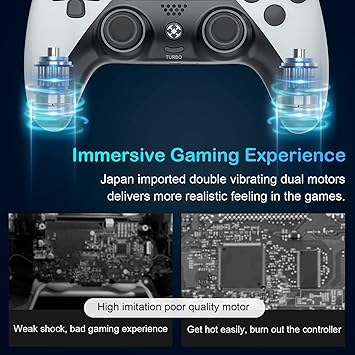 TURBO
Immersive Gaming Experience
Japan imported double vibrating dual motors
delivers more realistic feeling in the games.
High imitation poor quality motor
Weak shock, bad gaming experience
Get hot easily, burn out the controller